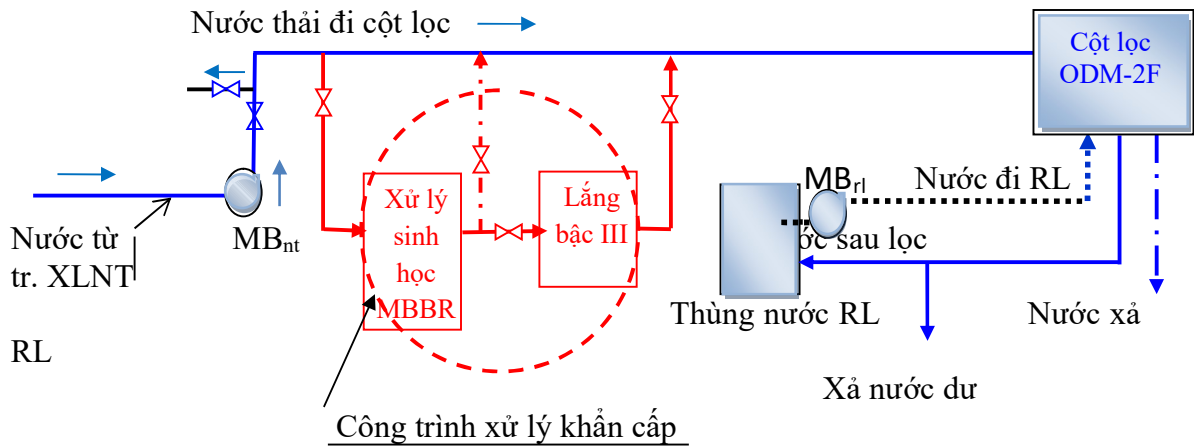 Nước thải đi cột lọc
Cột lọc
ODM-2F
Xử lý
sinh
học
MBBR
Lắng
bậc III
MBrl
Nước đi RL
Nước từ
tr. XLNT
MBnt
sau lọc
Thùng nước RL
Nước xả
RL
Xả nước dư
Công trình xử lý khẩn cấp